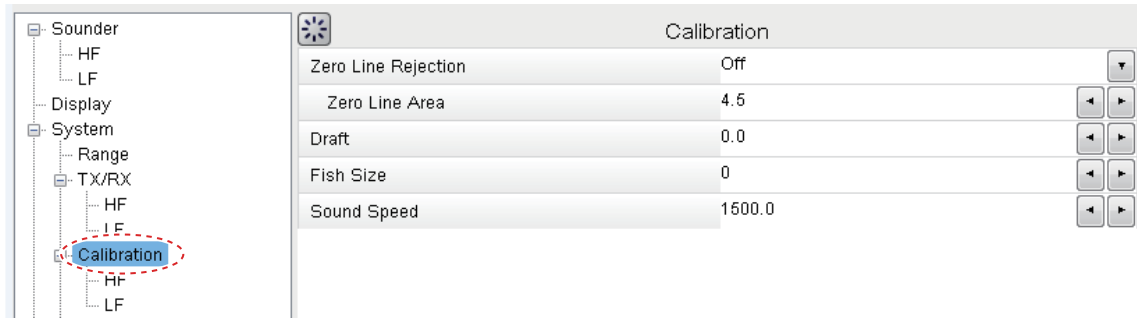 Sounder
HF
LF
Display
System
Range
TX/RX
HF
LF
Calibration
HF
LF
Calibration
Zero Line Rejection Off
Zero Line Area 4.5
Draft 0.0
Fish Size 0
Sound Speed 1500.0